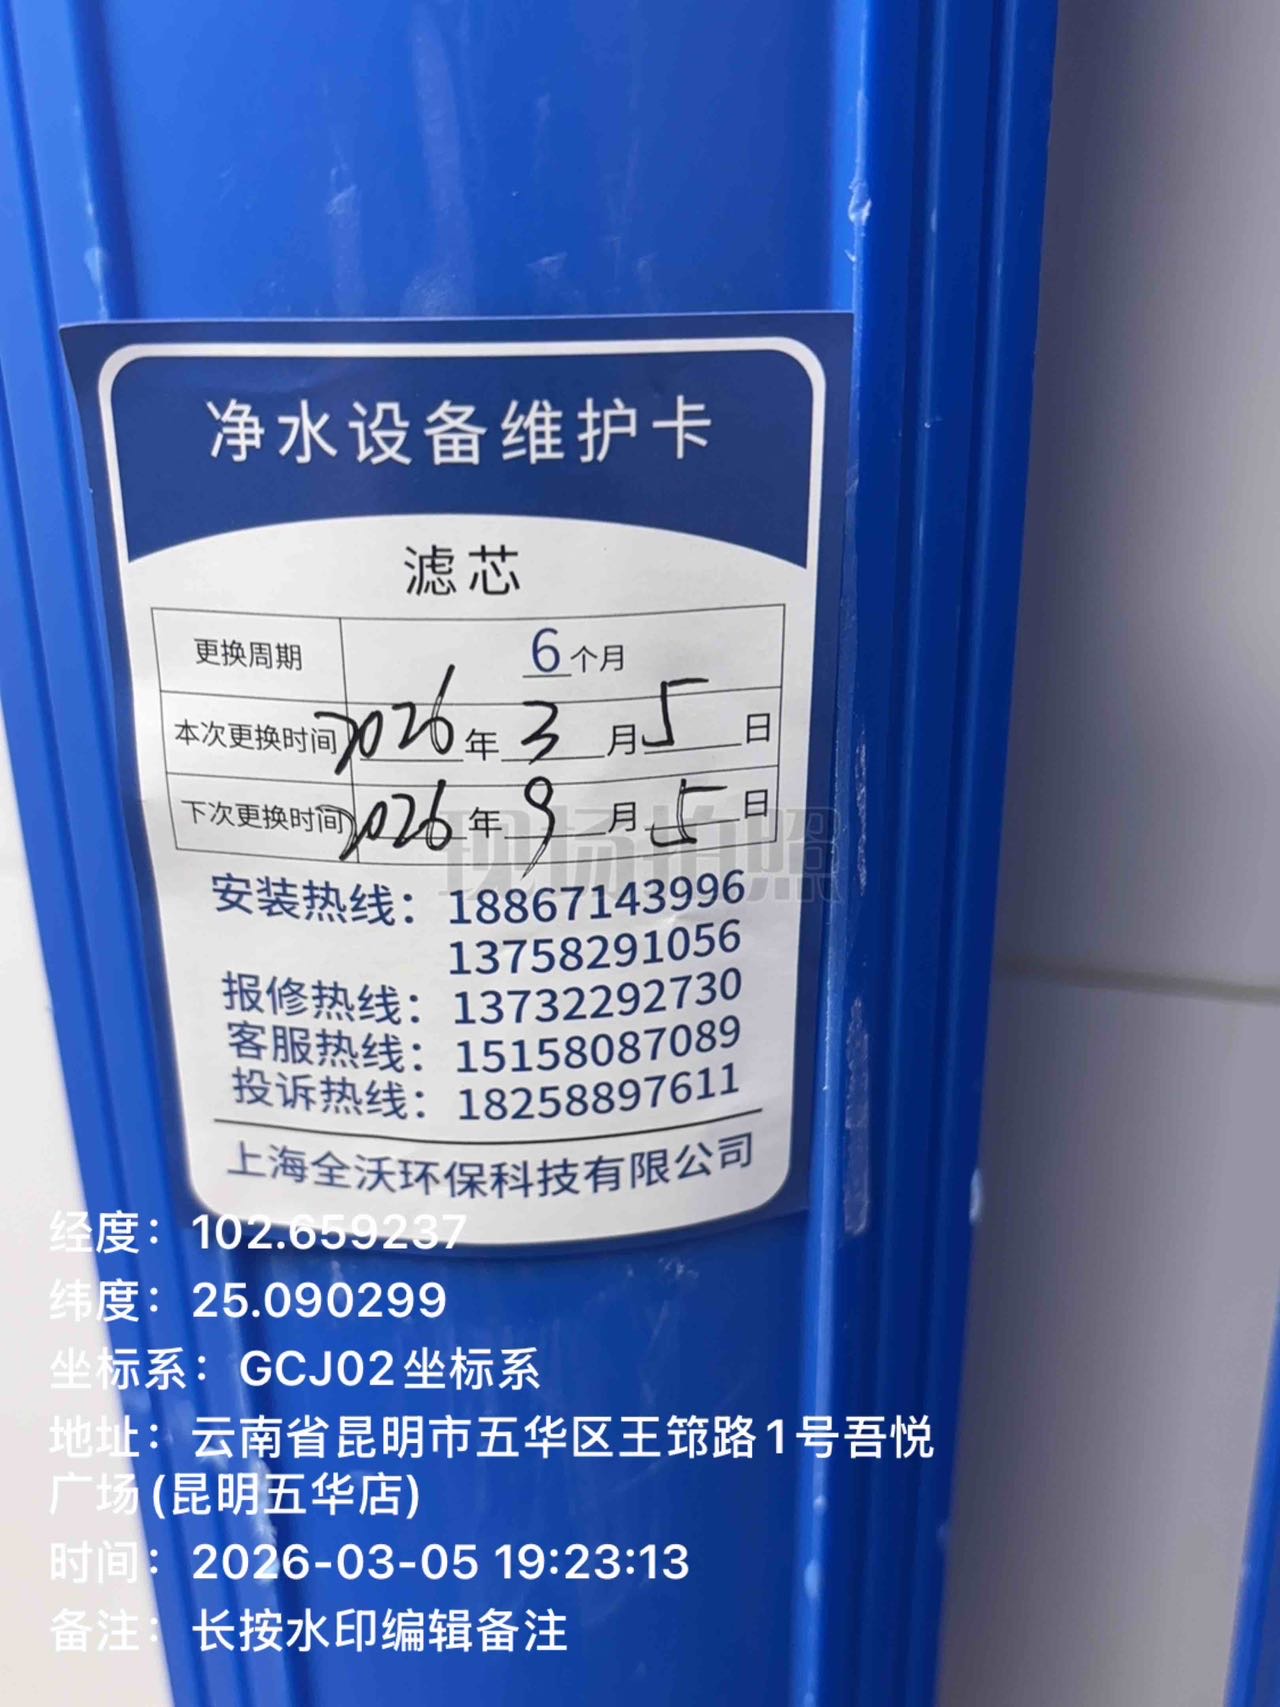 净水设备维护卡
滤芯
更换周期 6个月
本次更换时间 2026年3月5日
下次更换时间 2026年9月5日
现场拍照
安装热线：18867143996
13758291056
报修热线：13732292730
客服热线：15158087089
投诉热线：18258897611
上海全沃环保科技有限公司
经度：102.659237
纬度：25.090299
坐标系：GCJ02坐标系
地址：云南省昆明市五华区王筇路1号吾悦
广场(昆明五华店)
时间：2026-03-05 19:23:13
备注：长按水印编辑备注